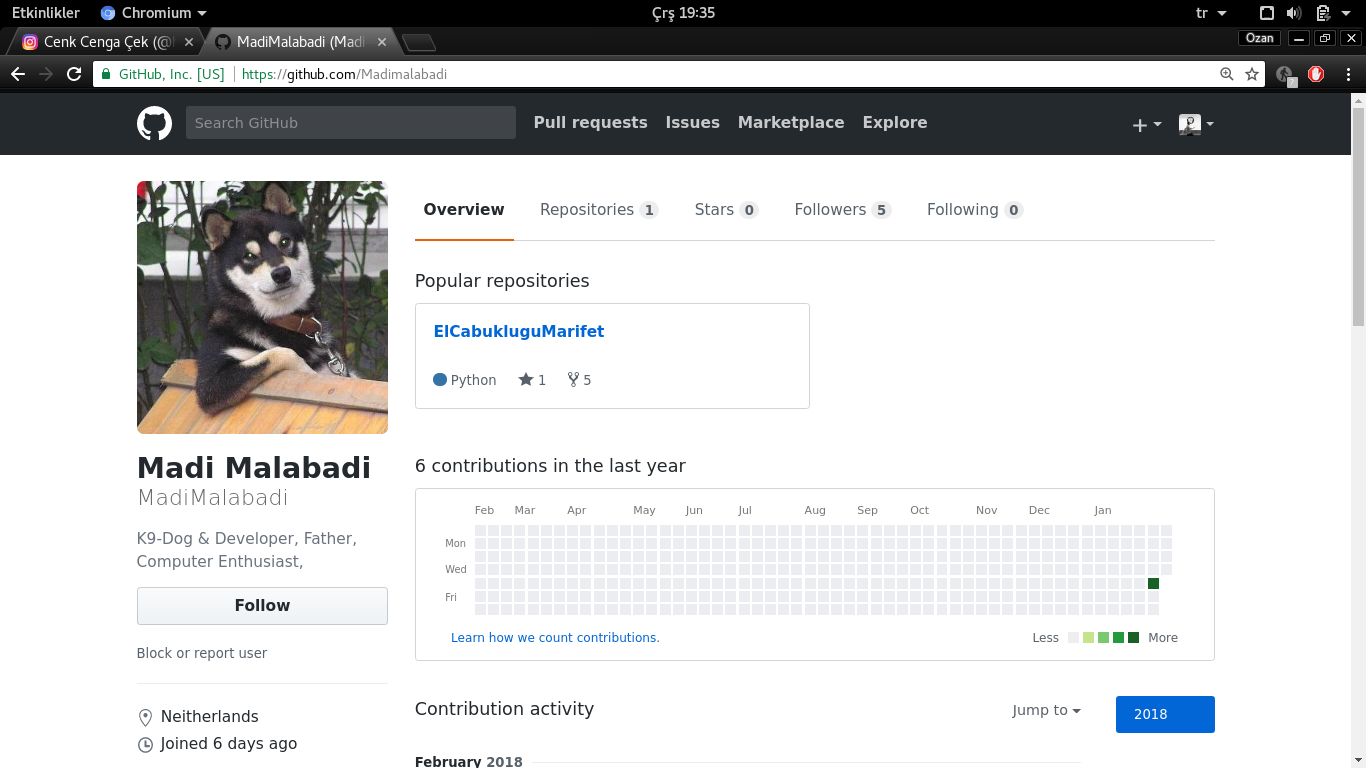 Etkinlikler Chromium Çrş 19:35 tr
Cenk Cenga Çek (@ MadiMalabadi (Madi Ozan
GitHub, Inc. [US] https://github.com/Madimalabadi
Search GitHub Pull requests Issues Marketplace Explore
Overview Repositories 1 Stars 0 Followers 5 Following 0
Popular repositories
ElCabukluguMarifet
Python 1 5
Madi Malabadi
MadiMalabadi
K9-Dog & Developer, Father,
Computer Enthusiast,
Follow
Block or report user
Neitherlands
Joined 6 days ago
6 contributions in the last year
Feb Mar Apr May Jun Jul Aug Sep Oct Nov Dec Jan
Mon
Wed
Fri
Learn how we count contributions. Less More
Contribution activity Jump to 2018
February 2018